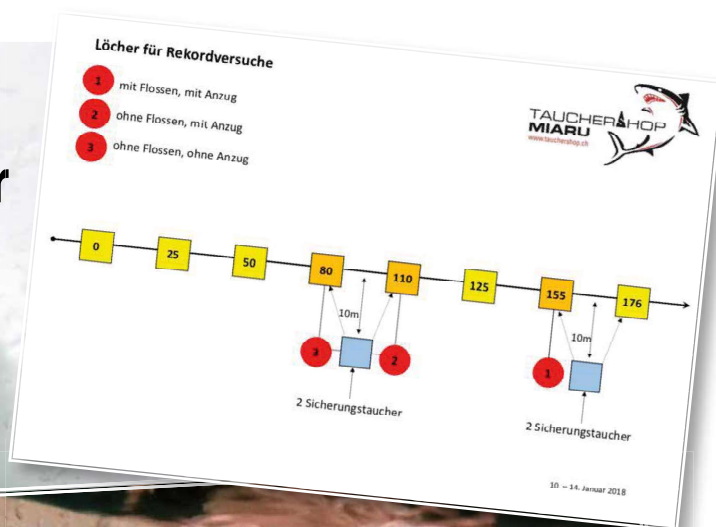 Löcher für Rekordversuche
1 mit Flossen, mit Anzug
2 ohne Flossen, mit Anzug
3 ohne Flossen, ohne Anzug
TAUCHERSHOP
MIARU
www.tauchershop.ch
r
0 25 50 80 110 125 155 176
10m 10m
3 2 1
2 Sicherungstaucher
2 Sicherungstaucher
10 – 14. Januar 2018